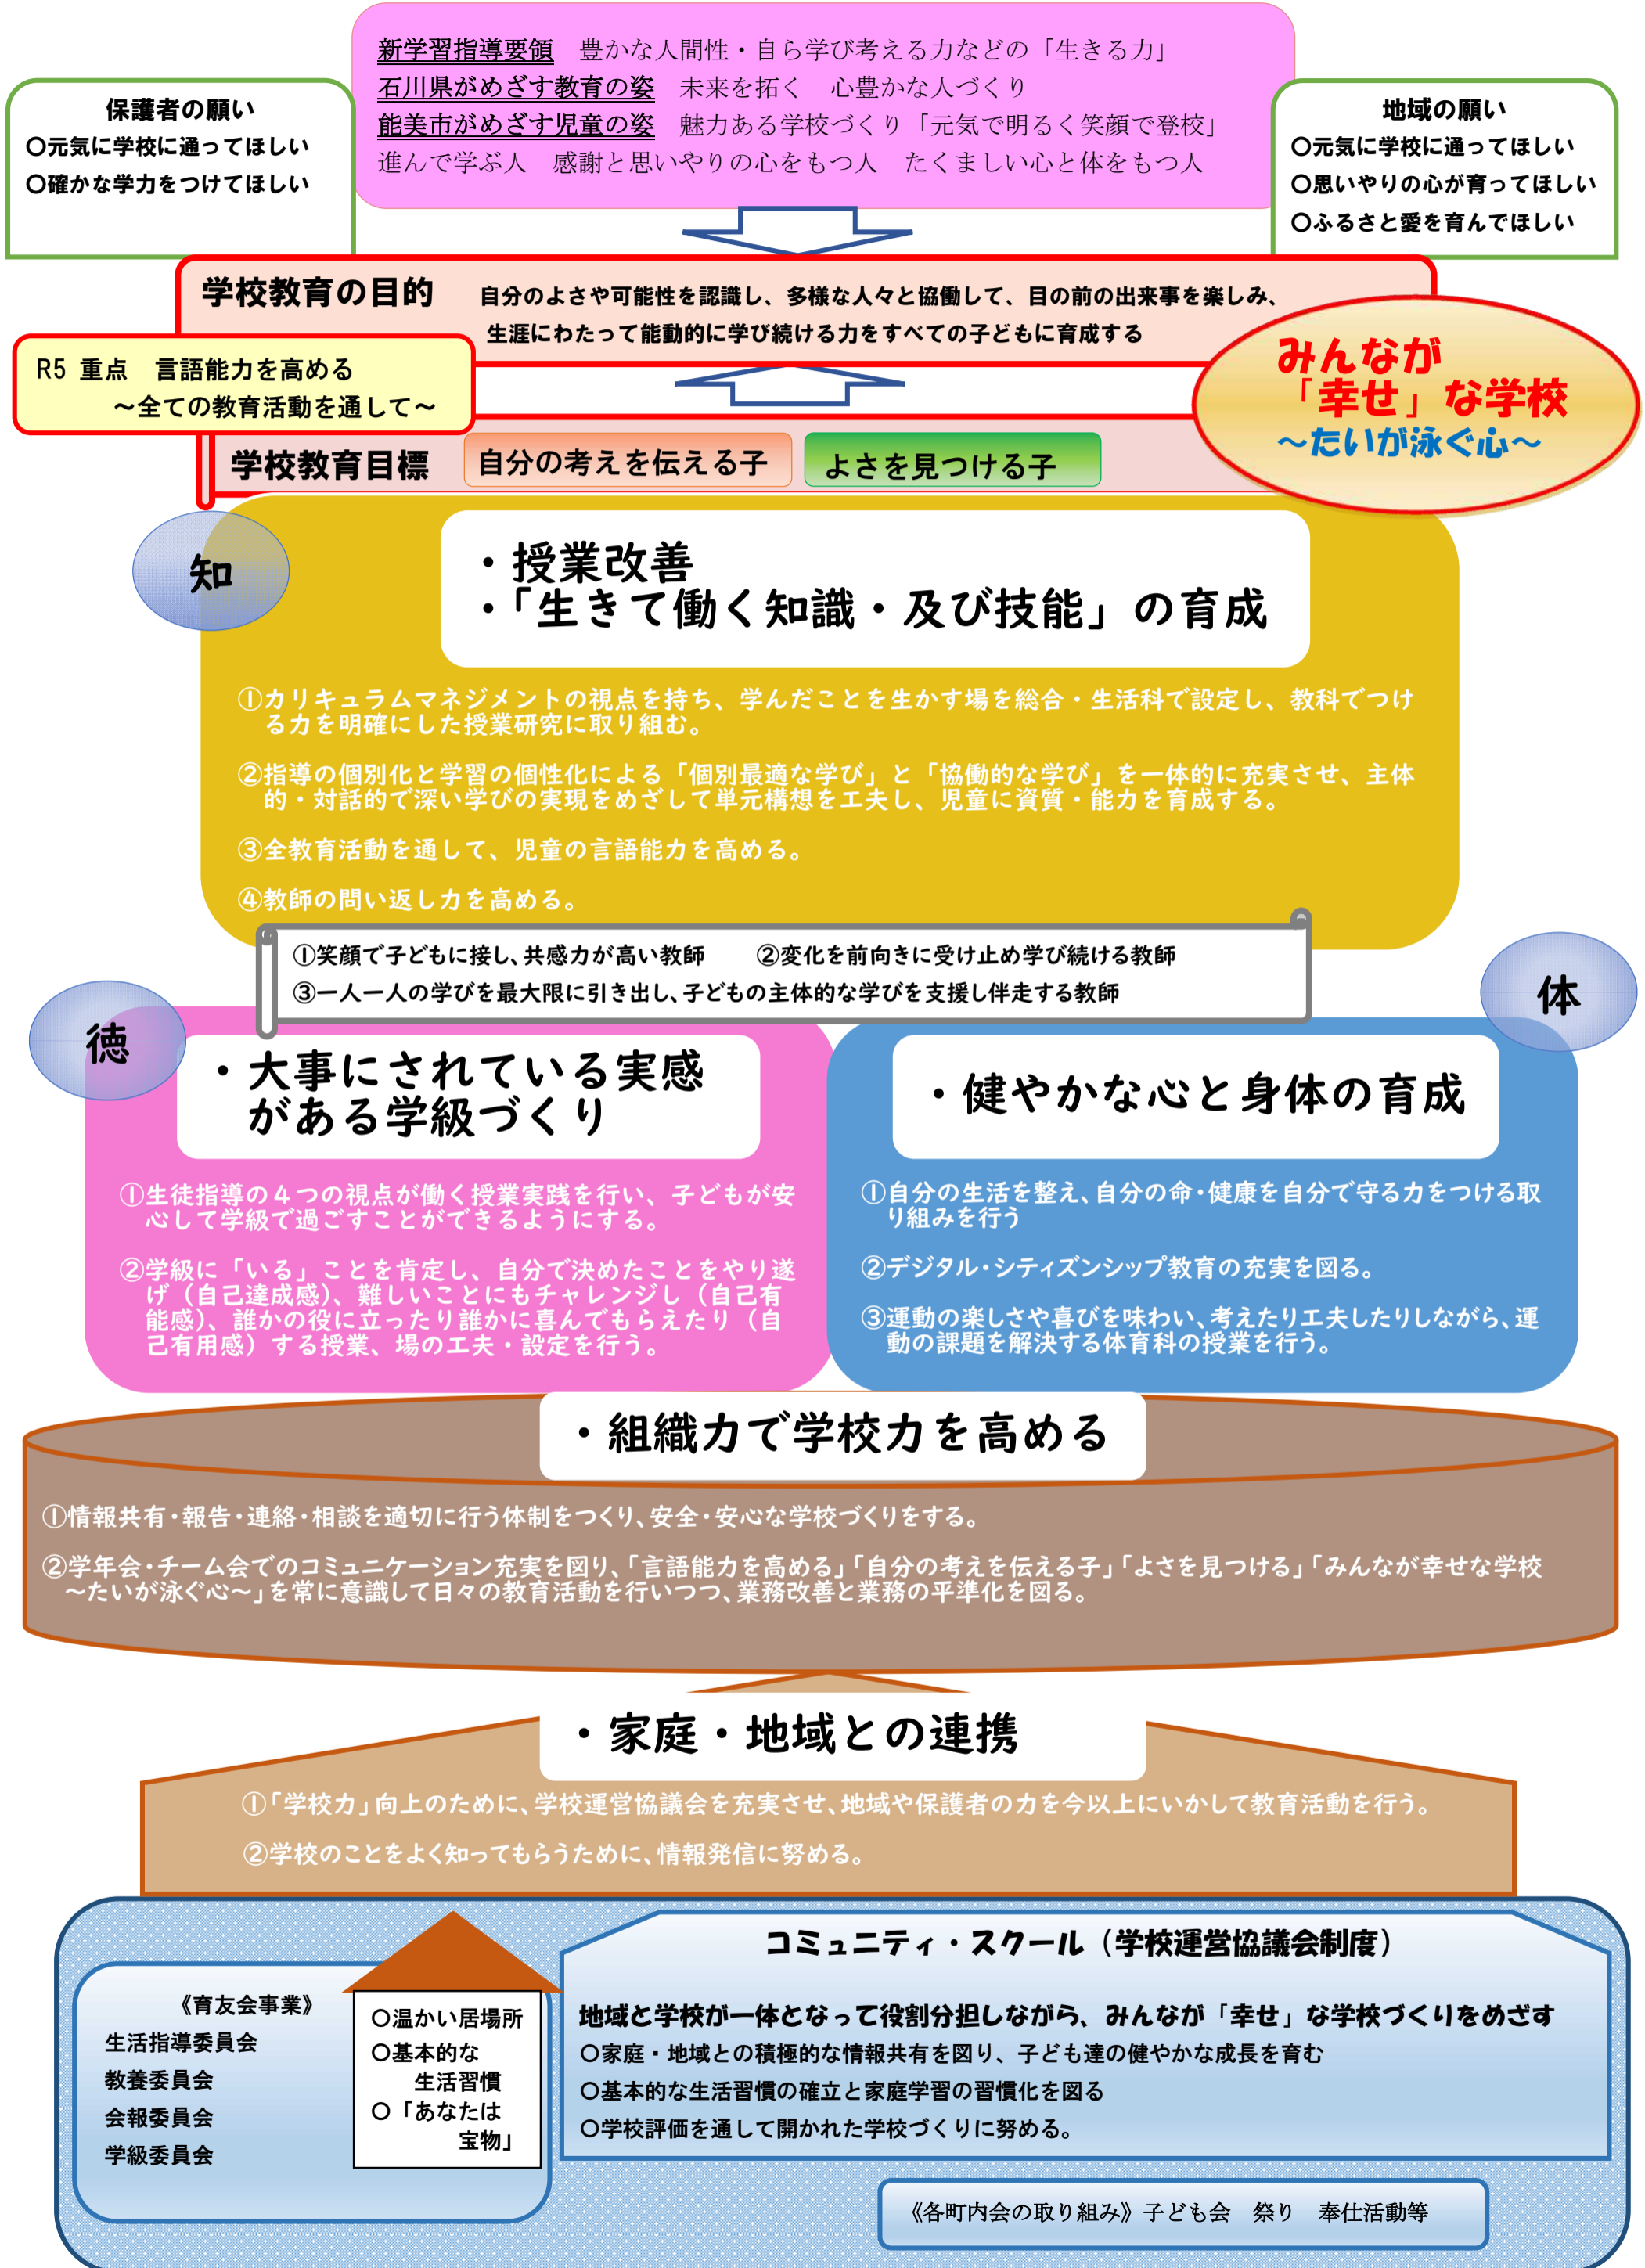 新学習指導要領　豊かな人間性・自ら学び考える力などの「生きる力」
石川県がめざす教育の姿　未来を拓く　心豊かな人づくり
能美市がめざす児童の姿　魅力ある学校づくり「元気で明るく笑顔で登校」
進んで学ぶ人　感謝と思いやりの心をもつ人　たくましい心と体をもつ人
保護者の願い
〇元気に学校に通ってほしい
〇確かな学力をつけてほしい
地域の願い
〇元気に学校に通ってほしい
〇思いやりの心が育ってほしい
〇ふるさと愛を育んでほしい
学校教育の目的　自分のよさや可能性を認識し、多様な人々と協働して、目の前の出来事を楽しみ、
生涯にわたって能動的に学び続ける力をすべての子どもに育成する
R5 重点　言語能力を高める
～全ての教育活動を通して～
みんなが
「幸せ」な学校
～たいが泳ぐ心～
学校教育目標　自分の考えを伝える子　よさを見つける子
知
・授業改善
・「生きて働く知識・及び技能」の育成
①カリキュラムマネジメントの視点を持ち、学んだことを生かす場を総合・生活科で設定し、教科でつけ
る力を明確にした授業研究に取り組む。
②指導の個別化と学習の個性化による「個別最適な学び」と「協働的な学び」を一体的に充実させ、主体
的・対話的で深い学びの実現をめざして単元構想を工夫し、児童に資質・能力を育成する。
③全教育活動を通して、児童の言語能力を高める。
④教師の問い返し力を高める。
①笑顔で子どもに接し、共感力が高い教師　②変化を前向きに受け止め学び続ける教師
③一人一人の学びを最大限に引き出し、子どもの主体的な学びを支援し伴走する教師
徳
・大事にされている実感
がある学級づくり
①生徒指導の４つの視点が働く授業実践を行い、子どもが安
心して学級で過ごすことができるようにする。
②学級に「いる」ことを肯定し、自分で決めたことをやり遂
げ（自己達成感）、難しいことにもチャレンジし（自己有
能感）、誰かの役に立ったり誰かに喜んでもらえたり（自
己有用感）する授業、場の工夫・設定を行う。
体
・健やかな心と身体の育成
①自分の生活を整え、自分の命・健康を自分で守る力をつける取
り組みを行う
②デジタル・シティズンシップ教育の充実を図る。
③運動の楽しさや喜びを味わい、考えたり工夫したりしながら、運
動の課題を解決する体育科の授業を行う。
・組織力で学校力を高める
①情報共有・報告・連絡・相談を適切に行う体制をつくり、安全・安心な学校づくりをする。
②学年会・チーム会でのコミュニケーション充実を図り、「言語能力を高める」「自分の考えを伝える子」「よさを見つける」「みんなが幸せな学校
～たいが泳ぐ心～」を常に意識して日々の教育活動を行いつつ、業務改善と業務の平準化を図る。
・家庭・地域との連携
①「学校力」向上のために、学校運営協議会を充実させ、地域や保護者の力を今以上にいかして教育活動を行う。
②学校のことをよく知ってもらうために、情報発信に努める。
《育友会事業》
生活指導委員会
教養委員会
会報委員会
学級委員会
〇温かい居場所
〇基本的な
生活習慣
〇「あなたは
宝物」
コミュニティ・スクール（学校運営協議会制度）
地域と学校が一体となって役割分担しながら、みんなが「幸せ」な学校づくりをめざす
〇家庭・地域との積極的な情報共有を図り、子ども達の健やかな成長を育む
〇基本的な生活習慣の確立と家庭学習の習慣化を図る
〇学校評価を通して開かれた学校づくりに努める。
《各町内会の取り組み》子ども会　祭り　奉仕活動等